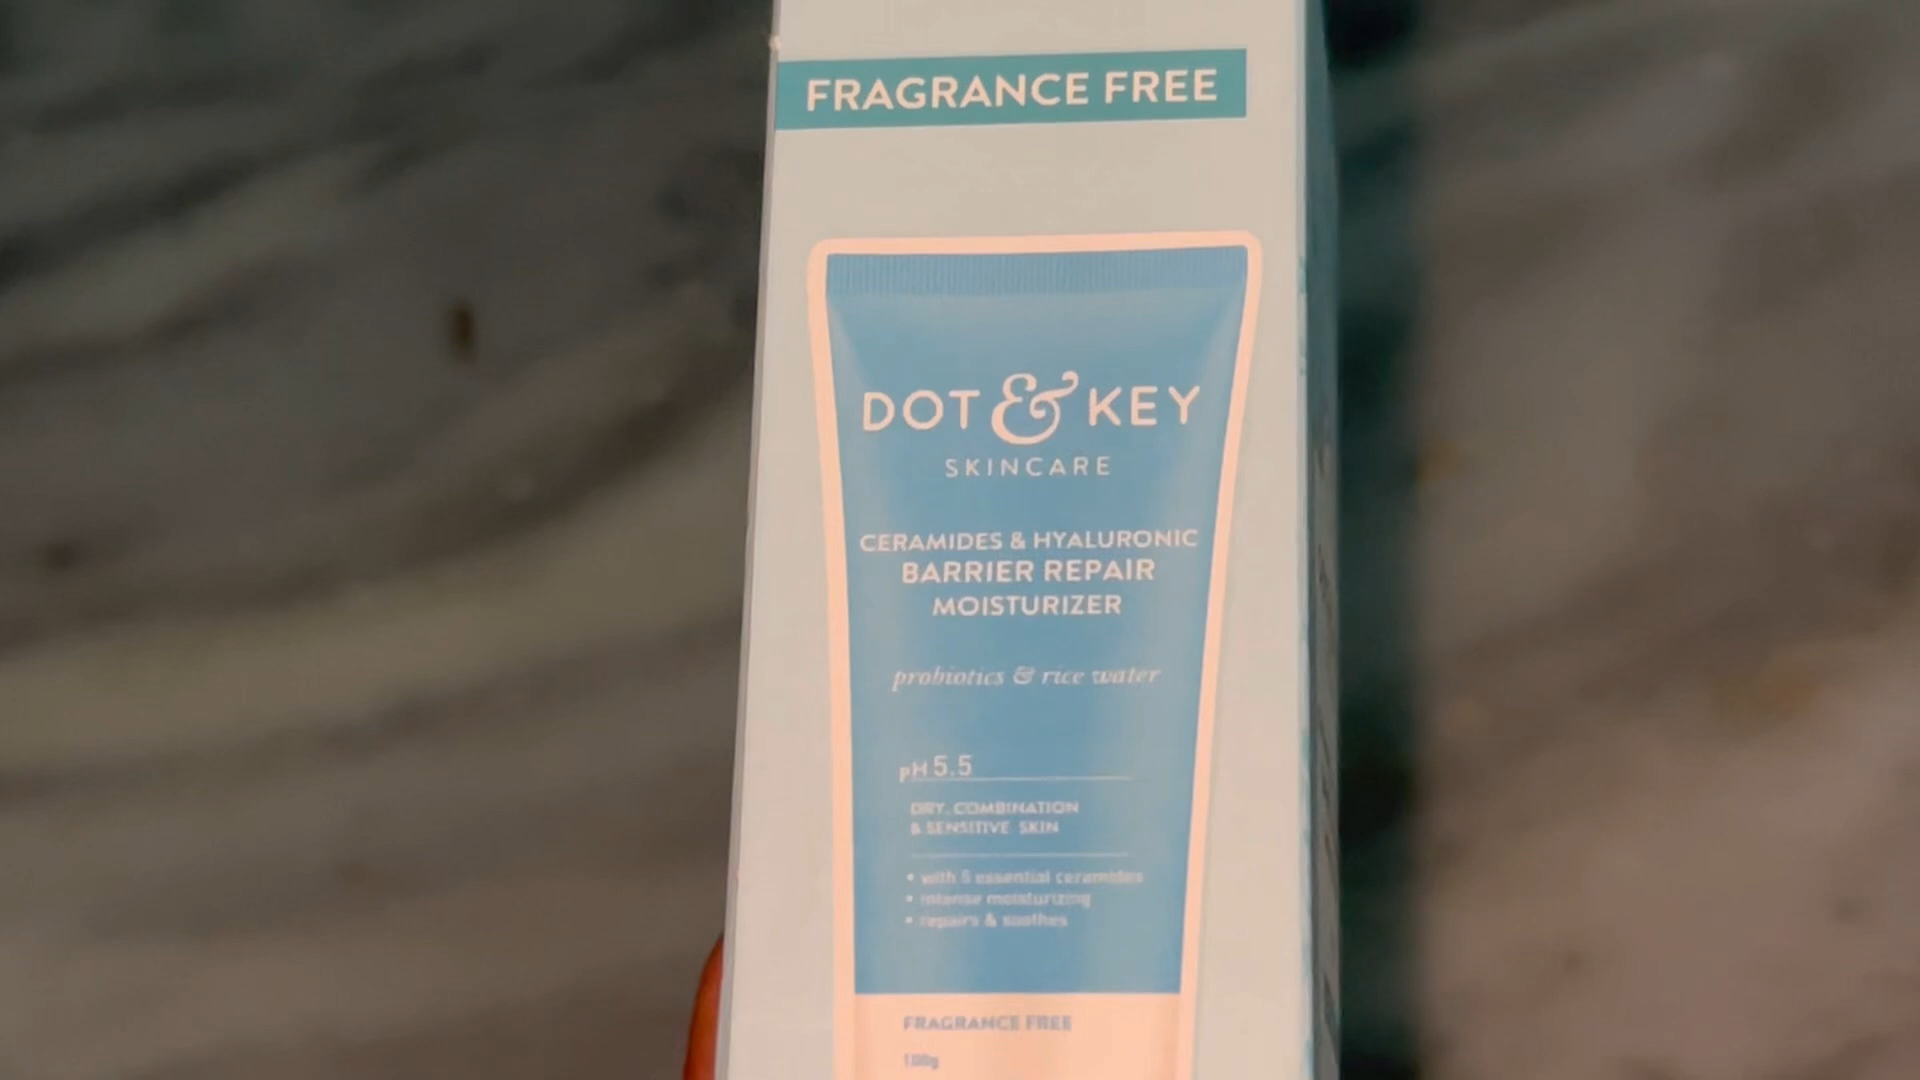 FRAGRANCE FREE
DOT & KEY
SKINCARE
CERAMIDES & HYALURONIC
BARRIER REPAIR
MOISTURIZER
probiotics & rice water
pH 5.5
DRY, COMBINATION
& SENSITIVE SKIN
• with 5 essential ceramides
• intense moisturizing
• repairs & soothes
FRAGRANCE FREE
100g